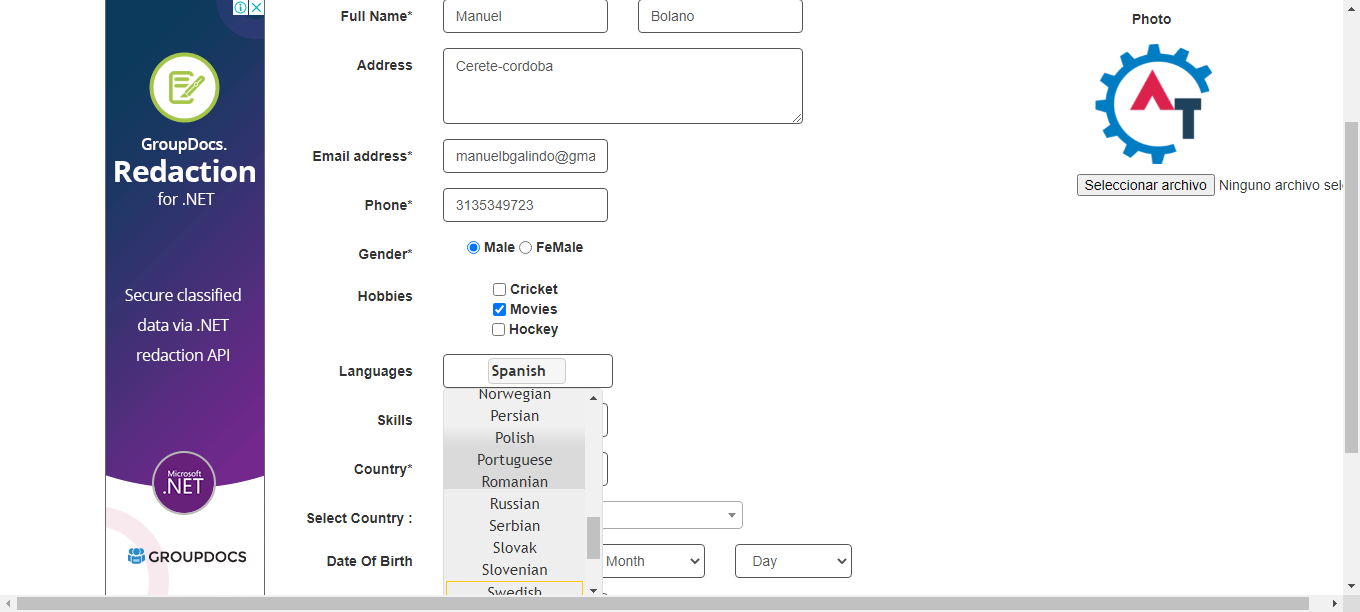 Full Name*
Manuel
Bolano
Photo
Address
Cerete-cordoba
GroupDocs.
Redaction
for .NET
Email address*
manuelbgalindo@gma
AT
Seleccionar archivo
Ninguno archivo sel
Phone*
3135349723
Gender*
Male
FeMale
Hobbies
Cricket
Movies
Hockey
Secure classified
data via .NET
redaction API
Languages
Spanish
Norwegian
Persian
Polish
Portuguese
Romanian
Russian
Serbian
Slovak
Slovenian
Swedish
Skills
Country*
Select Country :
Date Of Birth
Month
Day
Microsoft
.NET
GROUPDOCS